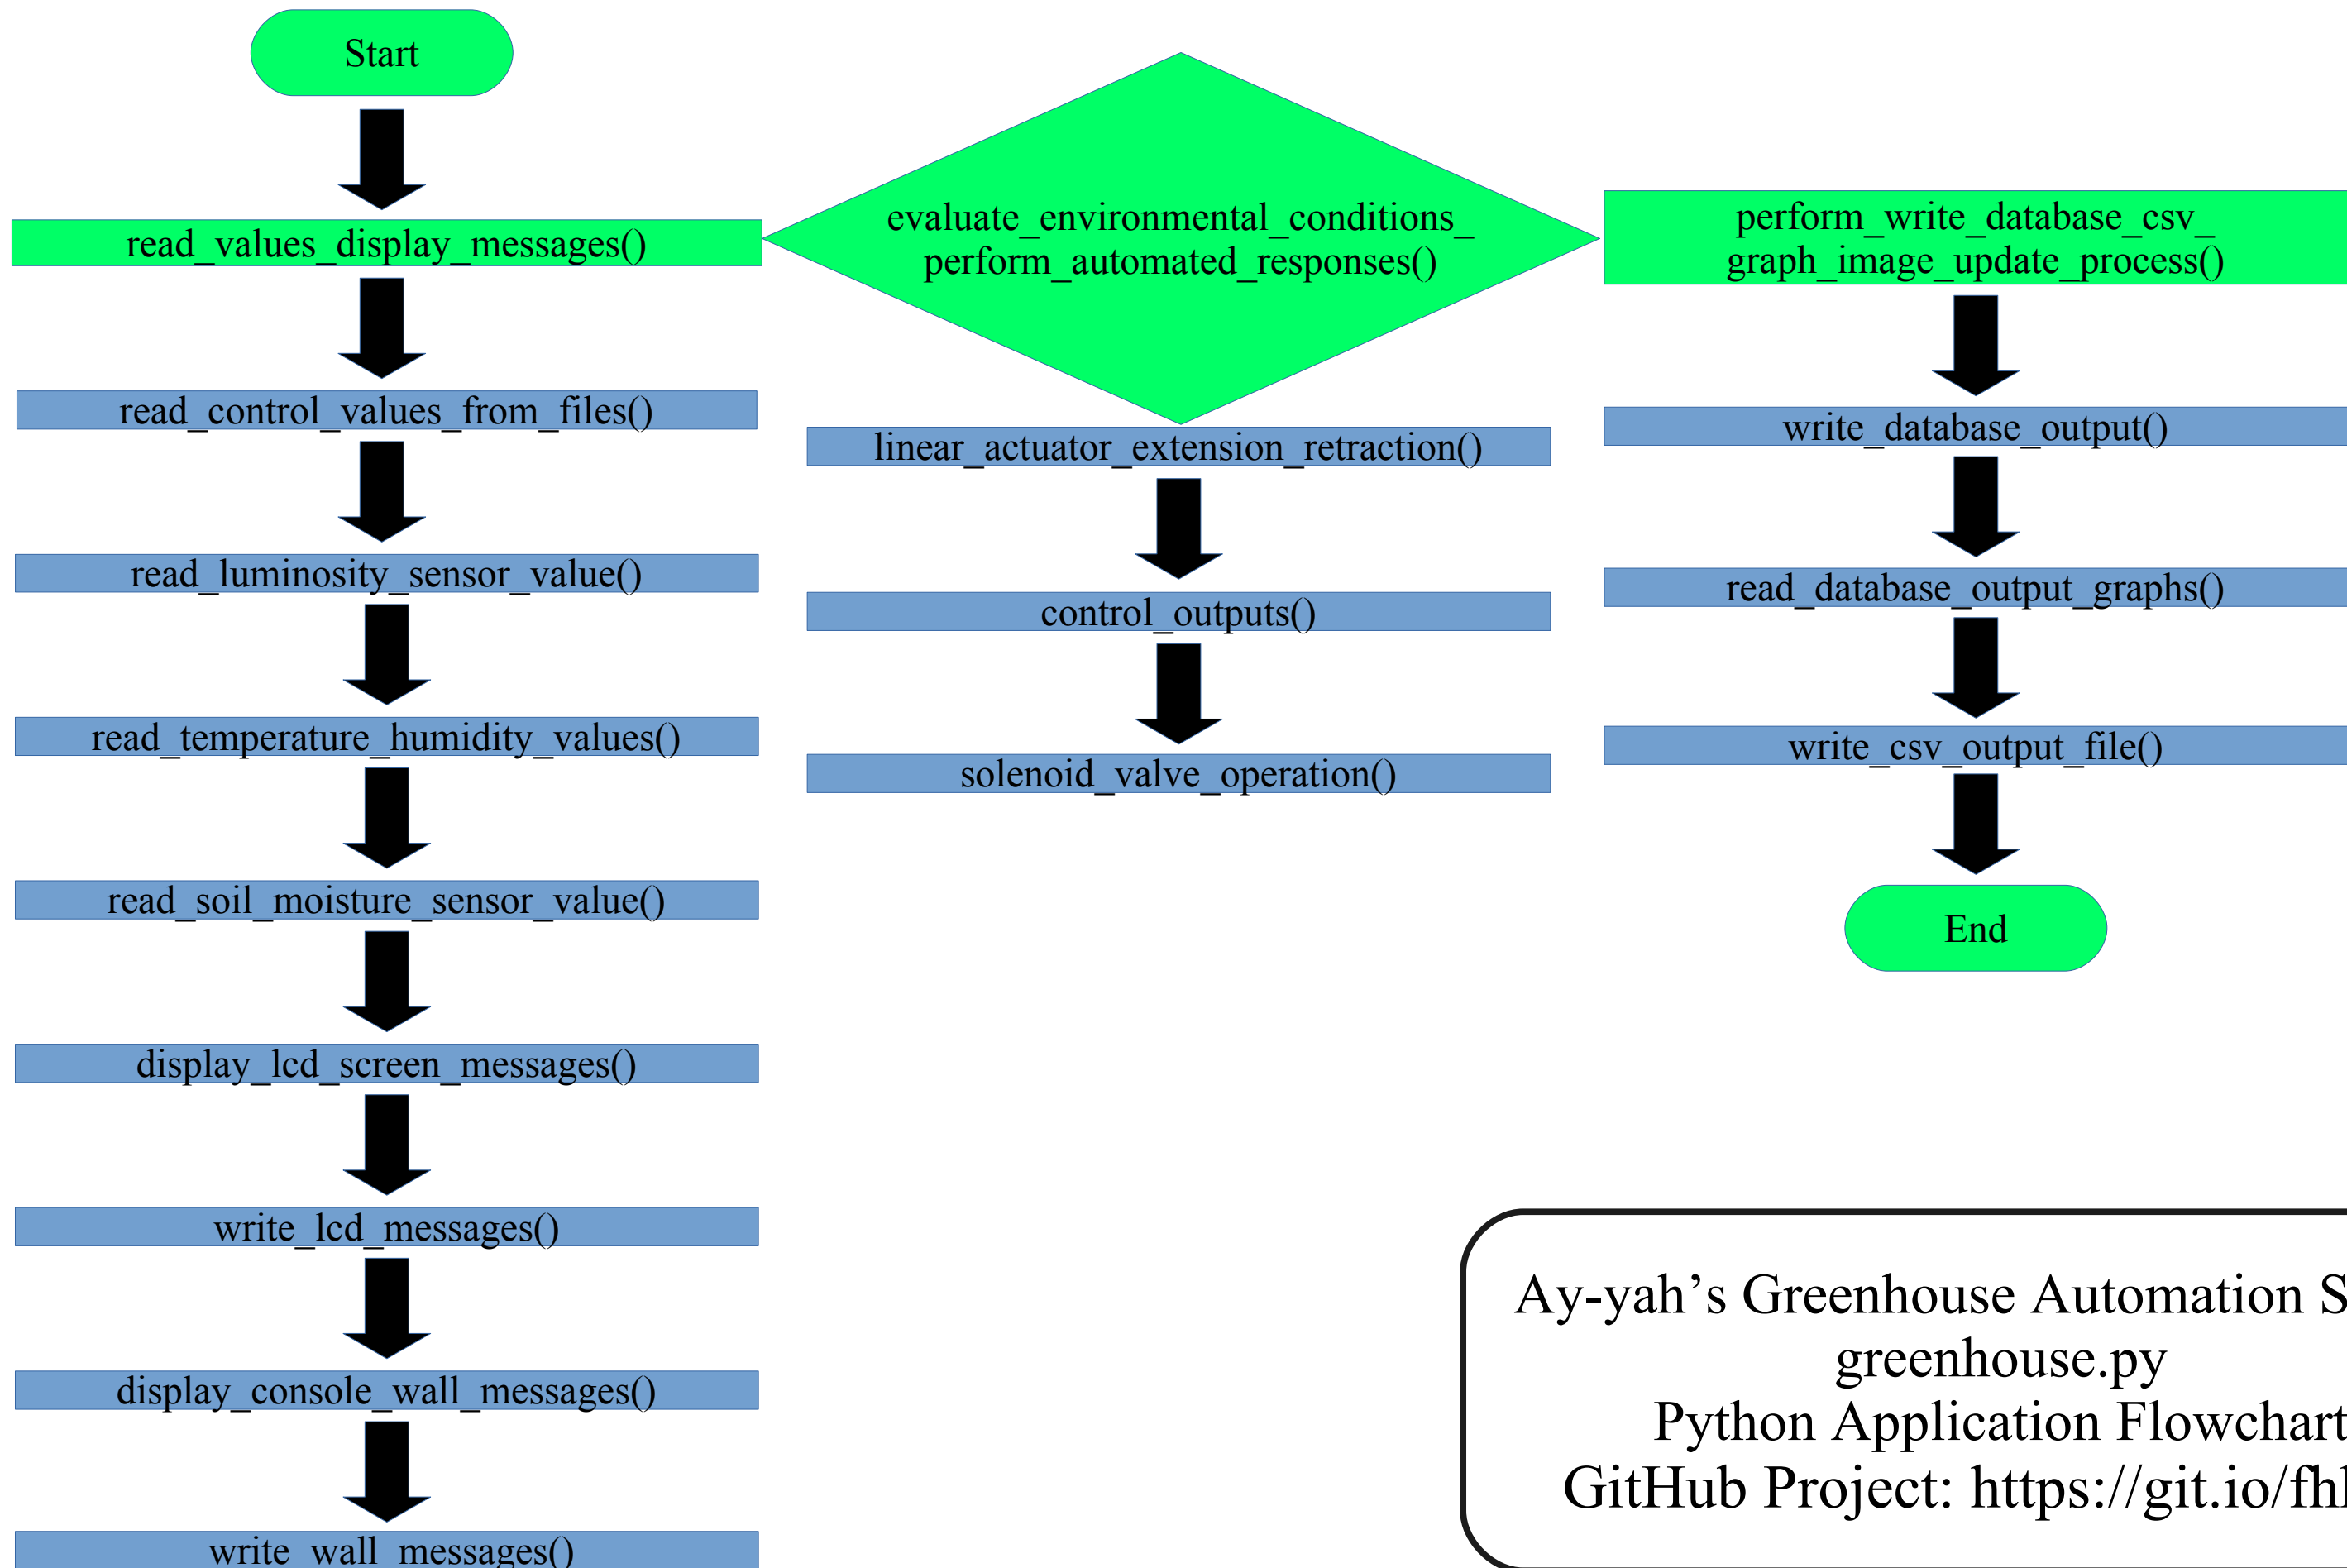 Start
read_values_display_messages()
read_control_values_from_files()
read_luminosity_sensor_value()
read_temperature_humidity_values()
read_soil_moisture_sensor_value()
display_lcd_screen_messages()
write_lcd_messages()
display_console_wall_messages()
write_wall_messages()
evaluate_environmental_conditions_
perform_automated_responses()
linear_actuator_extension_retraction()
control_outputs()
solenoid_valve_operation()
perform_write_database_csv_
graph_image_update_process()
write_database_output()
read_database_output_graphs()
write_csv_output_file()
End
Ay-yah’s Greenhouse Automation
greenhouse.py
Python Application Flowchart
GitHub Project: